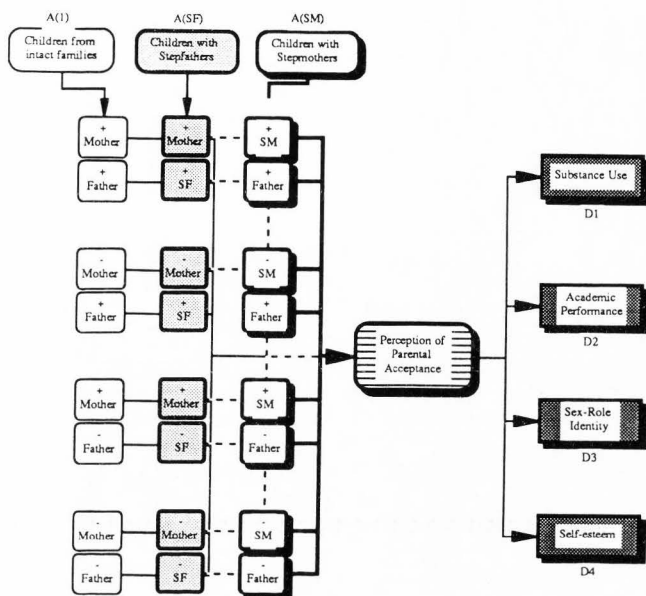 A(1)
A(SF)
A(SM)
Children from
intact families
Children with
Stepfathers
Children with
Stepmothers
+
Mother
+
Mother
+
SM
+
Father
+
SF
+
Father
-
Mother
-
Mother
-
SM
+
Father
+
SF
+
Father
+
Mother
+
Mother
+
SM
-
Father
-
SF
-
Father
-
Mother
-
Mother
-
SM
-
Father
-
SF
-
Father
Perception of
Parental
Acceptance
Substance Use
D1
Academic
Performance
D2
Sex-Role
Identity
D3
Self-esteem
D4